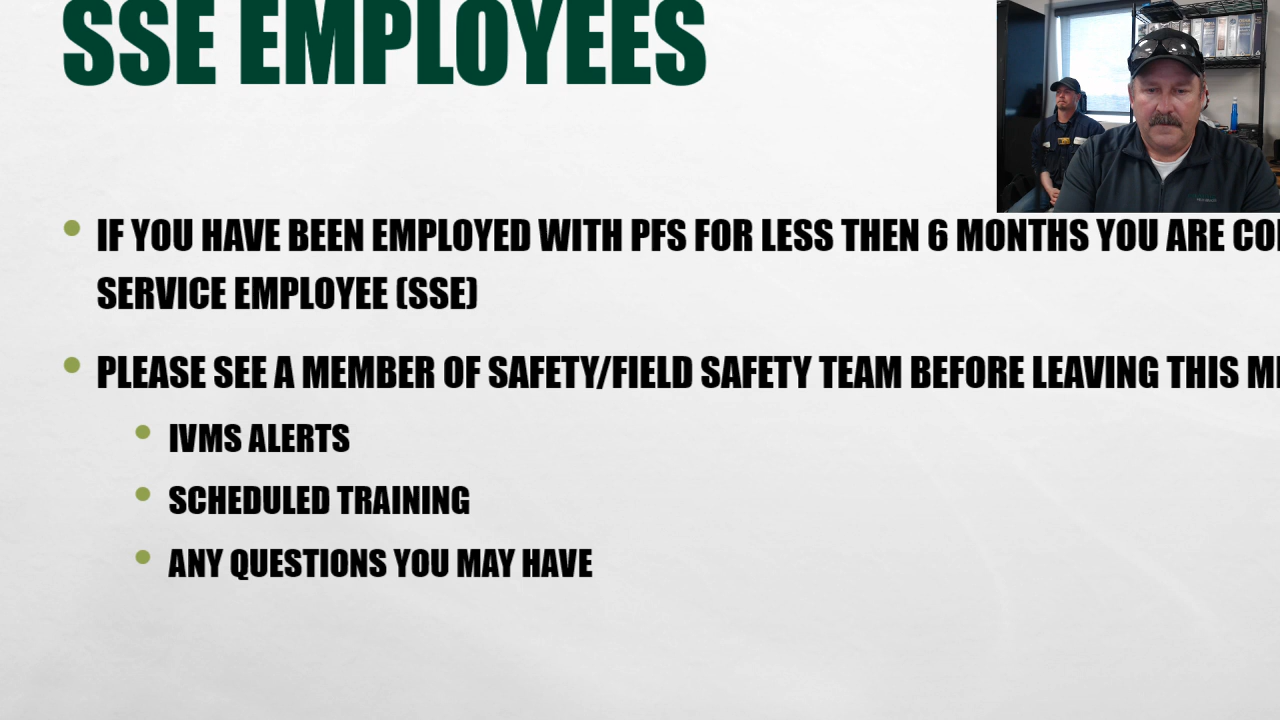 SSE EMPLOYEES
IF YOU HAVE BEEN EMPLOYED WITH PFS FOR LESS THEN 6 MONTHS YOU ARE
SERVICE EMPLOYEE (SSE)
PLEASE SEE A MEMBER OF SAFETY/FIELD SAFETY TEAM BEFORE LEAVING THIS
IVMS ALERTS
SCHEDULED TRAINING
ANY QUESTIONS YOU MAY HAVE